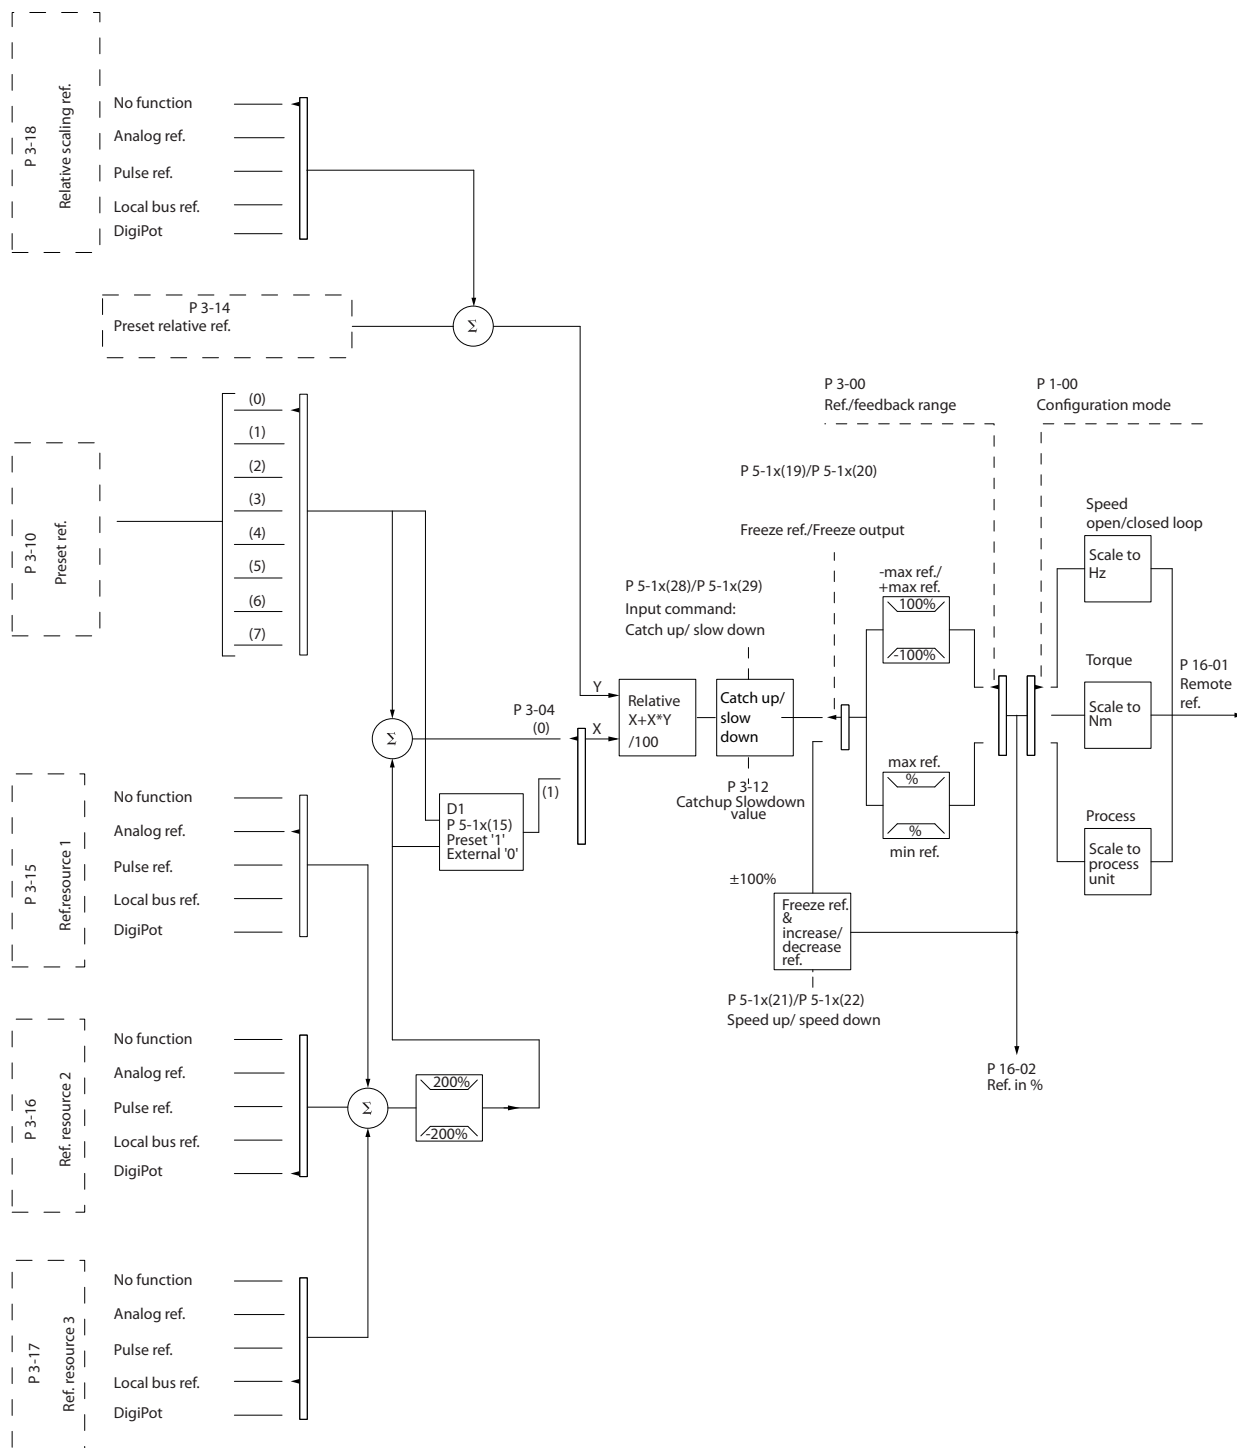 P 3-18
Relative scaling ref.
No function
Analog ref.
Pulse ref.
Local bus ref.
DigiPot
P 3-14
Preset relative ref.
Σ
P 3-10
Preset ref.
(0)
(1)
(2)
(3)
(4)
(5)
(6)
(7)
P 3-00
Ref./feedback range
P 1-00
Configuration mode
P 5-1x(19)/P 5-1x(20)
Freeze ref./Freeze output
Speed
open/closed loop
Scale to
Hz
P 5-1x(28)/P 5-1x(29)
Input command:
Catch up/ slow down
-max ref./
+max ref.
100%
-100%
Torque
Scale to
Nm
P 16-01
Remote
ref.
Y
X
Relative
X+X*Y
/100
Catch up/
slow
down
P 3-04
(0)
(1)
Σ
P 3-12
Catchup Slowdown
value
max ref.
%
%
min ref.
Process
Scale to
process
unit
D1
P 5-1x(15)
Preset '1'
External '0'
±100%
Freeze ref.
&
increase/
decrease
ref.
P 5-1x(21)/P 5-1x(22)
Speed up/ speed down
P 16-02
Ref. in %
P 3-15
Ref.resource 1
No function
Analog ref.
Pulse ref.
Local bus ref.
DigiPot
P 3-16
Ref. resource 2
No function
Analog ref.
Pulse ref.
Local bus ref.
DigiPot
Σ
200%
-200%
P 3-17
Ref. resource 3
No function
Analog ref.
Pulse ref.
Local bus ref.
DigiPot